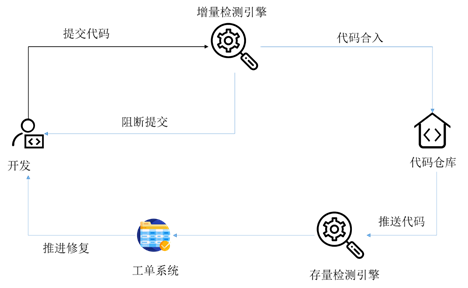 增量检测引擎
提交代码
代码合入
阻断提交
开发
代码仓库
推送代码
推进修复
工单系统
存量检测引擎